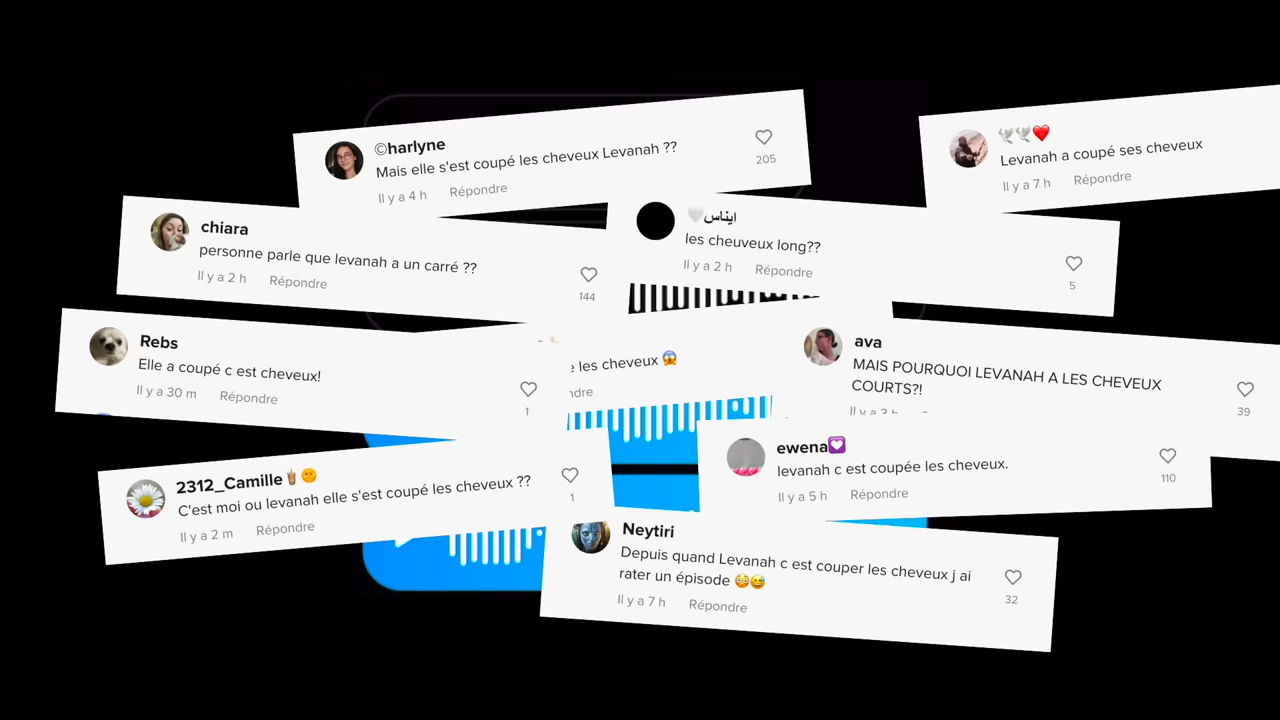 ©harlyne
Mais elle s'est coupé les cheveux Levanah ??
Il y a 4 h Répondre
205
🕊️🕊️❤️
Levanah a coupé ses cheveux
Il y a 7 h Répondre
chiara
personne parle que levanah a un carré ??
Il y a 2 h Répondre
144
🤍ايناس
les cheuveux long??
Il y a 2 h Répondre
5
Rebs
Elle a coupé c est cheveux!
Il y a 30 m Répondre
1
les cheveux 😱
ava
MAIS POURQUOI LEVANAH A LES CHEVEUX
COURTS?!
39
2312_Camille🧋🌞
C'est moi ou levanah elle s'est coupé les cheveux ??
Il y a 2 m Répondre
1
ewena💟
levanah c est coupée les cheveux.
Il y a 5 h Répondre
110
Neytiri
Depuis quand Levanah c est couper les cheveux j ai
rater un épisode 😳😅
Il y a 7 h Répondre
32